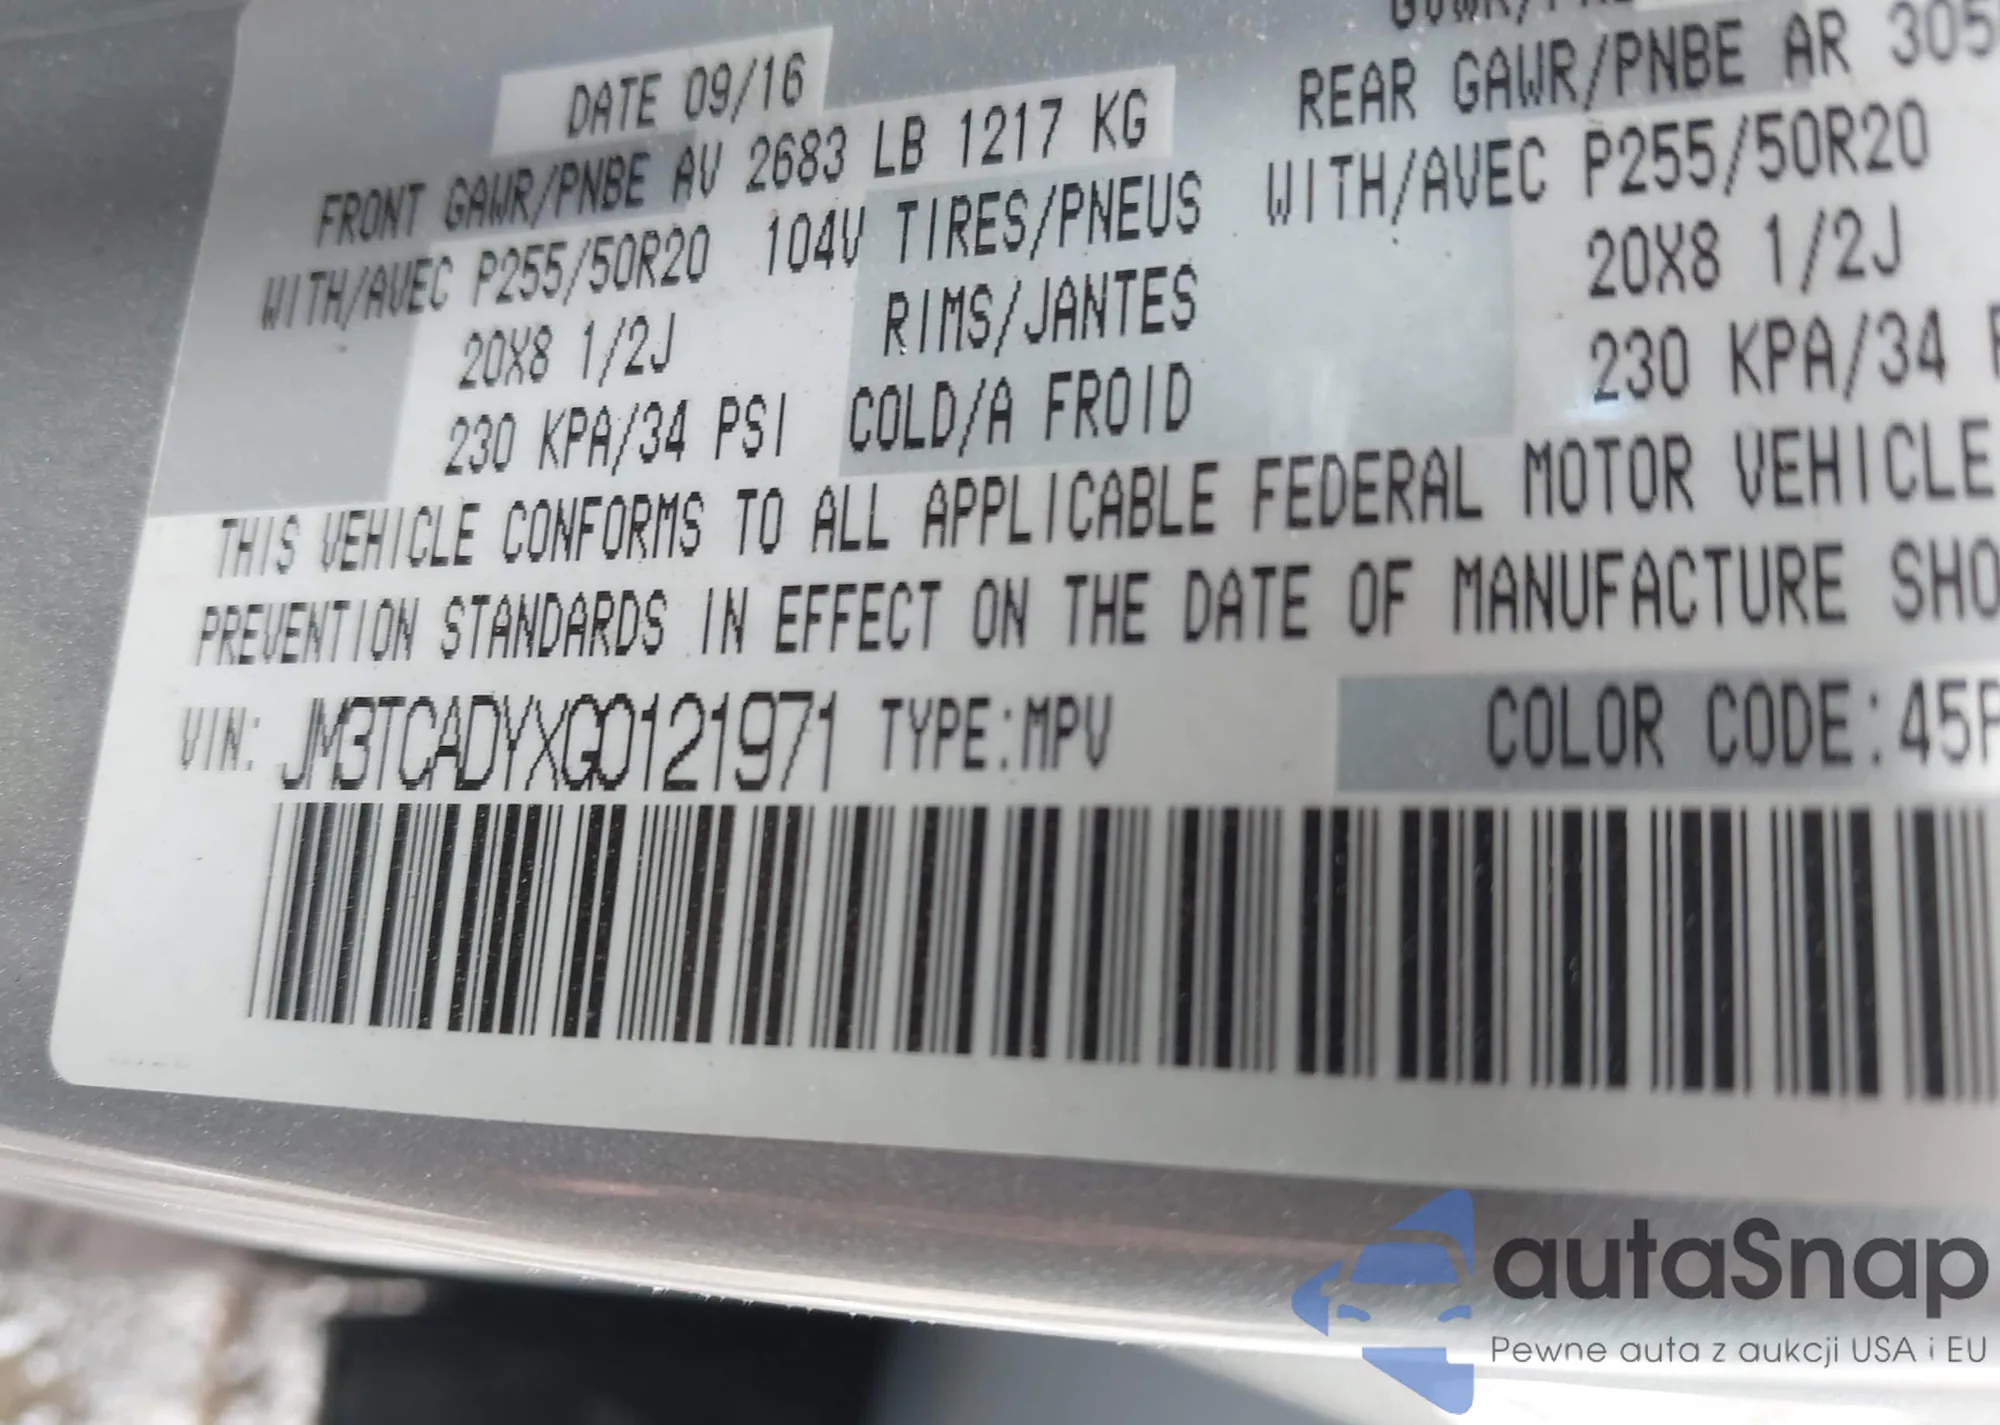 DATE 09/16
FRONT GAWR/PNBE AV 2683 LB 1217 KG
REAR GAWR/PNBE AR 305
WITH/AVEC P255/50R20 104V TIRES/PNEUS WITH/AVEC P255/50R20
20X8 1/2J RIMS/JANTES 20X8 1/2J
230 KPA/34 PSI COLD/A FROID 230 KPA/34
THIS VEHICLE CONFORMS TO ALL APPLICABLE FEDERAL MOTOR VEHICLE
PREVENTION STANDARDS IN EFFECT ON THE DATE OF MANUFACTURE SHO
VIN: JM3TCADYXG0121971 TYPE:MPV COLOR CODE:45P
autaSnap
Pewne auta z aukcji USA i EU